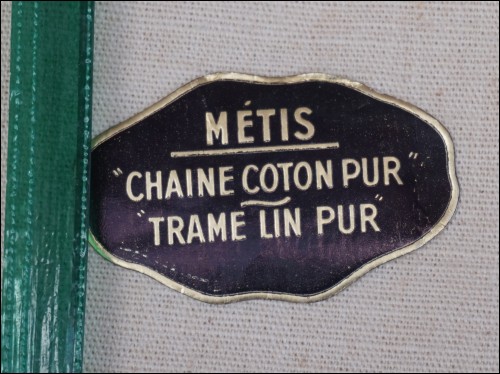 MÉTIS
"CHAINE COTON PUR"
"TRAME LIN PUR"